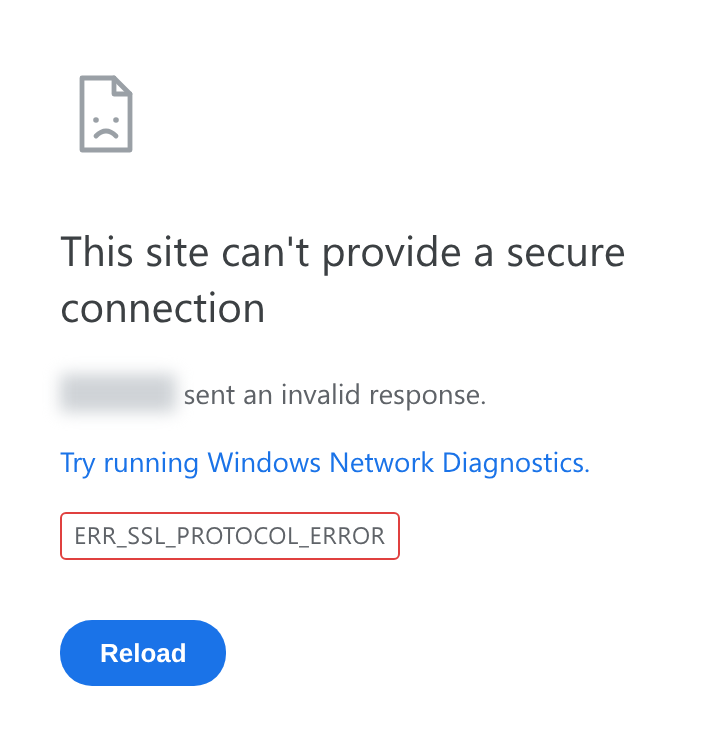 This site can't provide a secure
connection
sent an invalid response.
Try running Windows Network Diagnostics.
ERR_SSL_PROTOCOL_ERROR
Reload